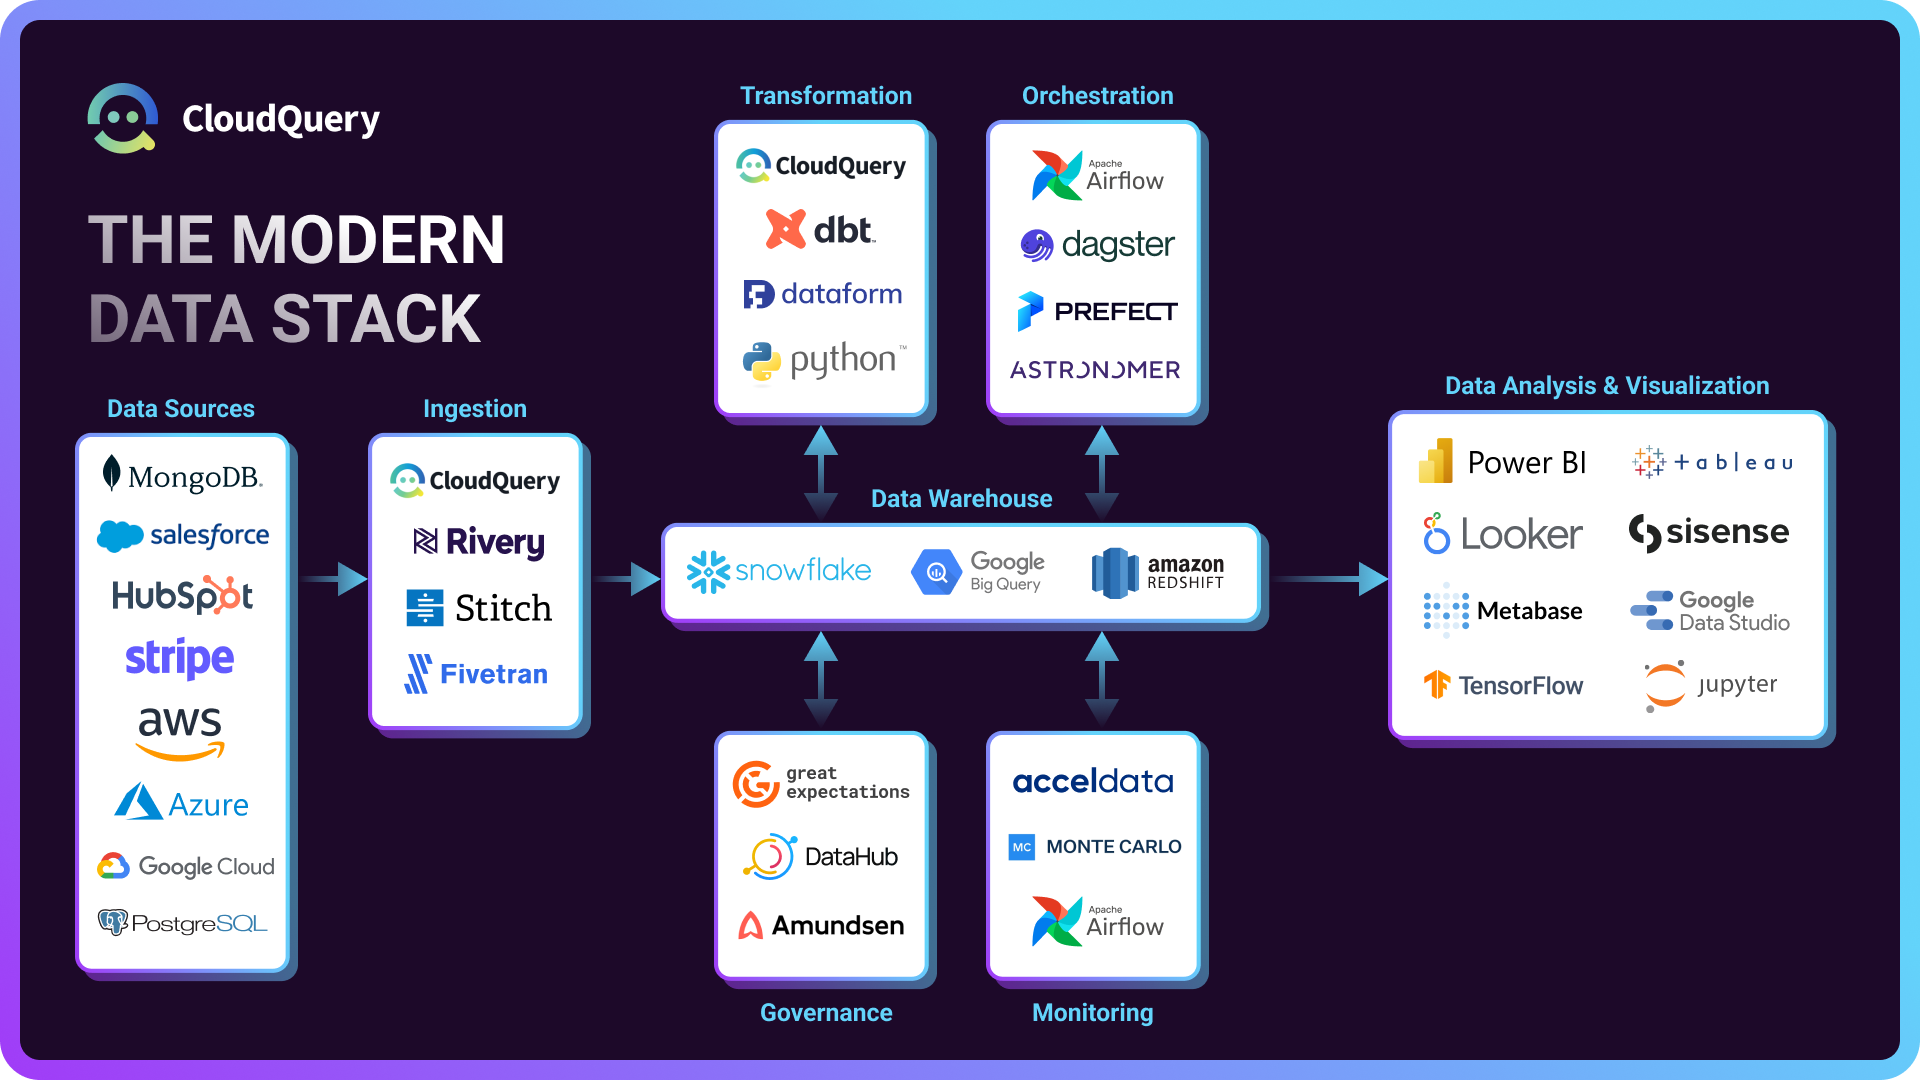 CloudQuery
THE MODERN
DATA STACK
Data Sources
MongoDB.
salesforce
HubSpot
stripe
aws
Azure
Google Cloud
PostgreSQL
Ingestion
CloudQuery
Rivery
Stitch
Fivetran
Transformation
CloudQuery
dbt™
dataform
python™
Orchestration
Apache
Airflow
dagster
PREFECT
ASTRONOMER
Data Warehouse
snowflake
Google
Big Query
amazon
REDSHIFT
great
expectations
DataHub
Amundsen
Governance
acceldata
MC MONTE CARLO
Apache
Airflow
Monitoring
Data Analysis & Visualization
Power BI
tableau
Looker
sisense
Metabase
Google
Data Studio
TensorFlow
jupyter